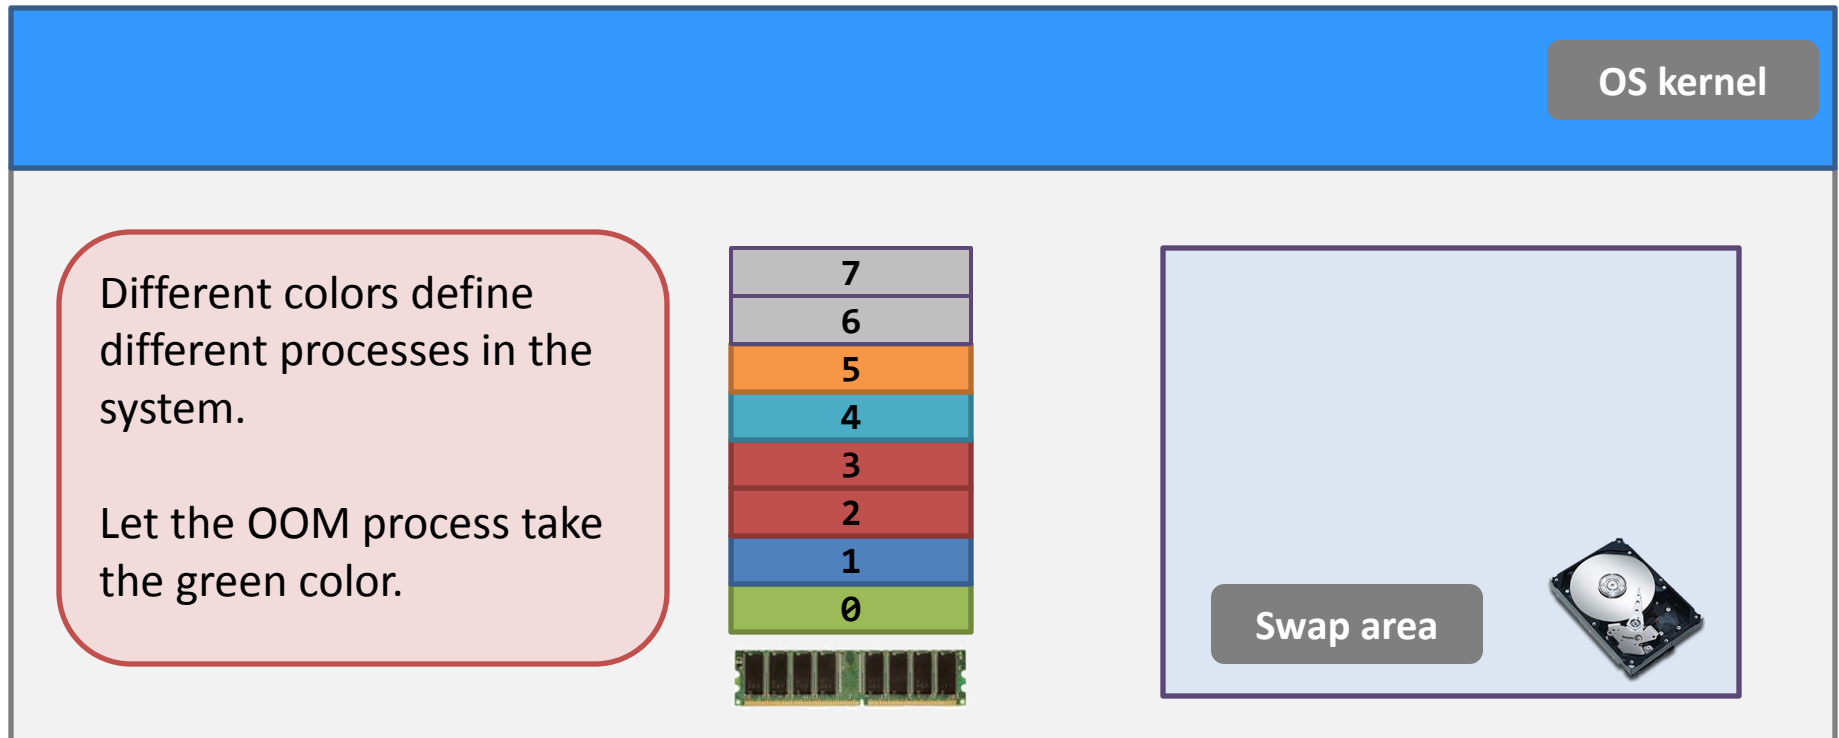 OS kernel
Different colors define
different processes in the
system.
Let the OOM process take
the green color.
7
6
5
4
3
2
1
0
Swap area